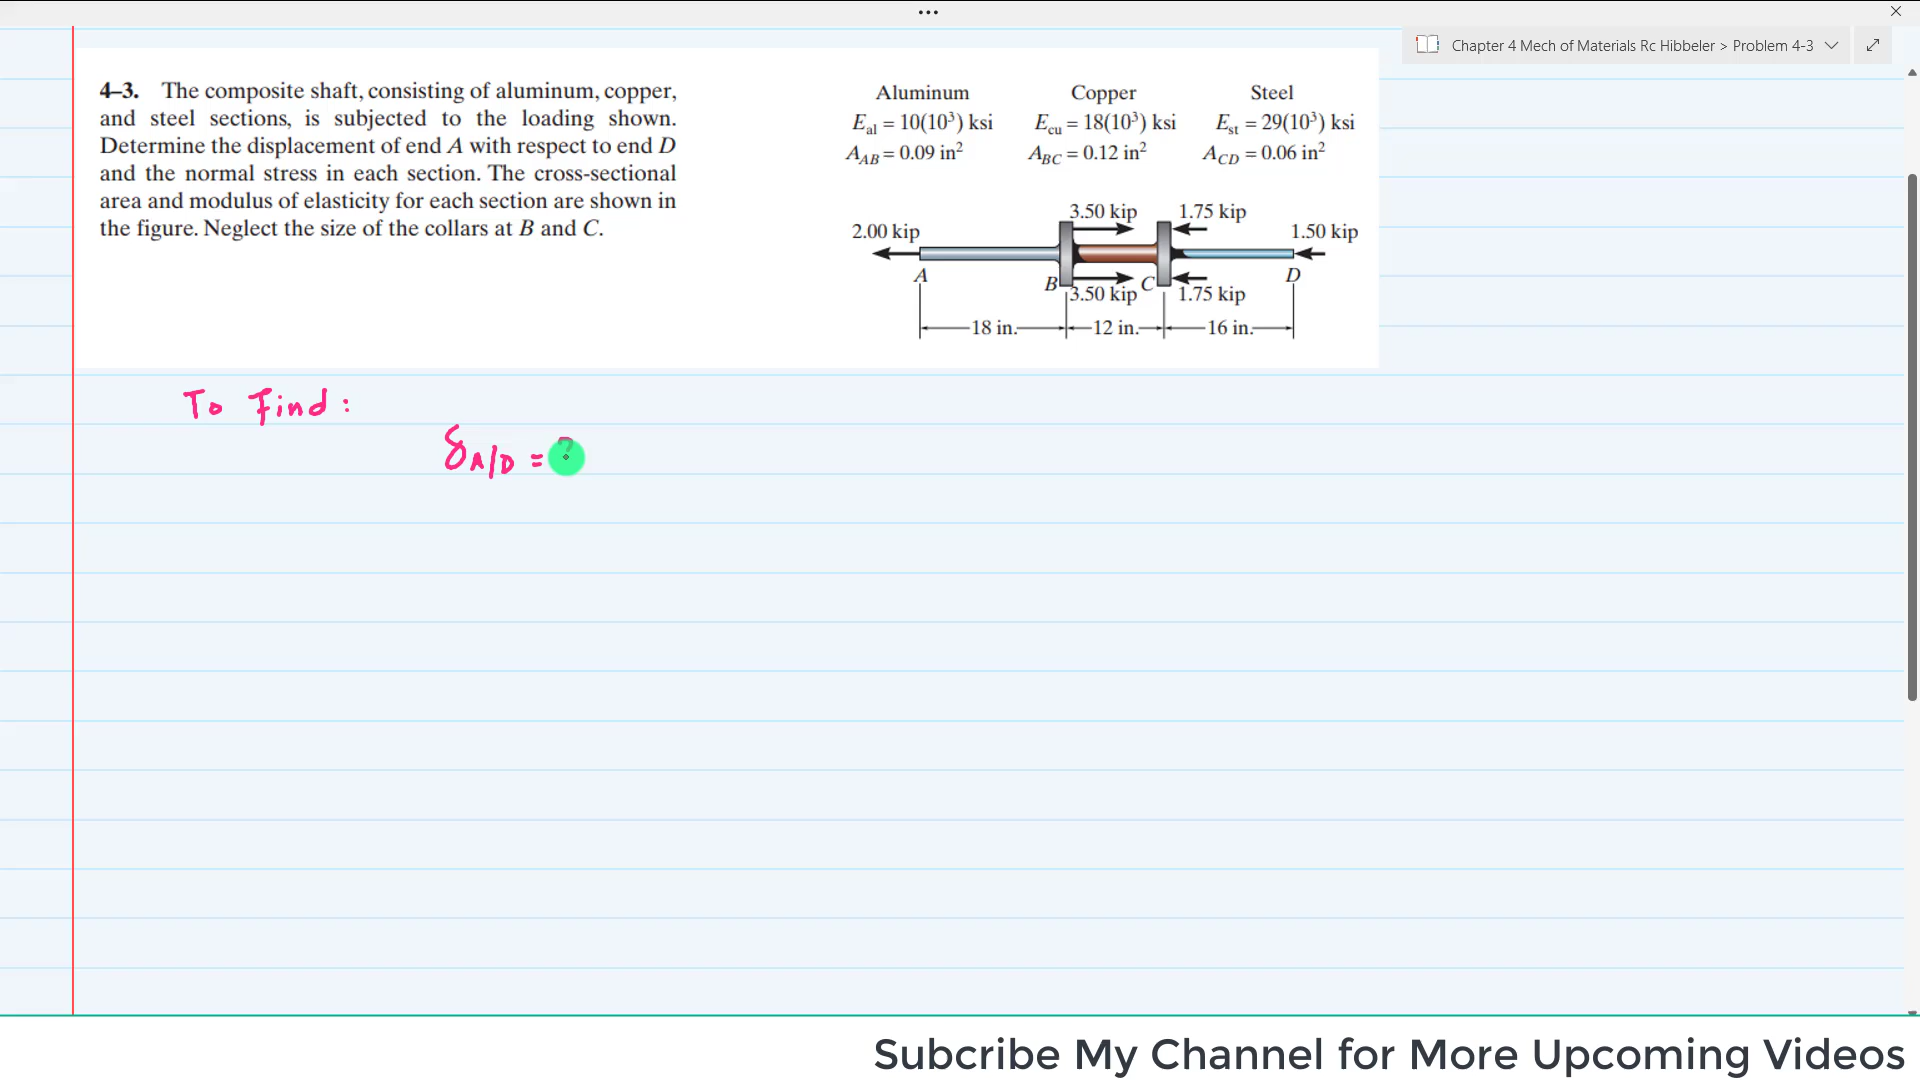 ...
Chapter 4 Mech of Materials Rc Hibbeler > Problem 4-3
4–3. The composite shaft, consisting of aluminum, copper,
and steel sections, is subjected to the loading shown.
Determine the displacement of end A with respect to end D
and the normal stress in each section. The cross-sectional
area and modulus of elasticity for each section are shown in
the figure. Neglect the size of the collars at B and C.
Aluminum Copper Steel
Eal = 10(10³) ksi Ecu = 18(10³) ksi Est = 29(10³) ksi
AAB = 0.09 in² ABC = 0.12 in² ACD = 0.06 in²
3.50 kip 1.75 kip
2.00 kip 1.50 kip
A B C D
3.50 kip 1.75 kip
18 in. 12 in. 16 in.
To Find:
δA/D = ?
Subcribe My Channel for More Upcoming Videos